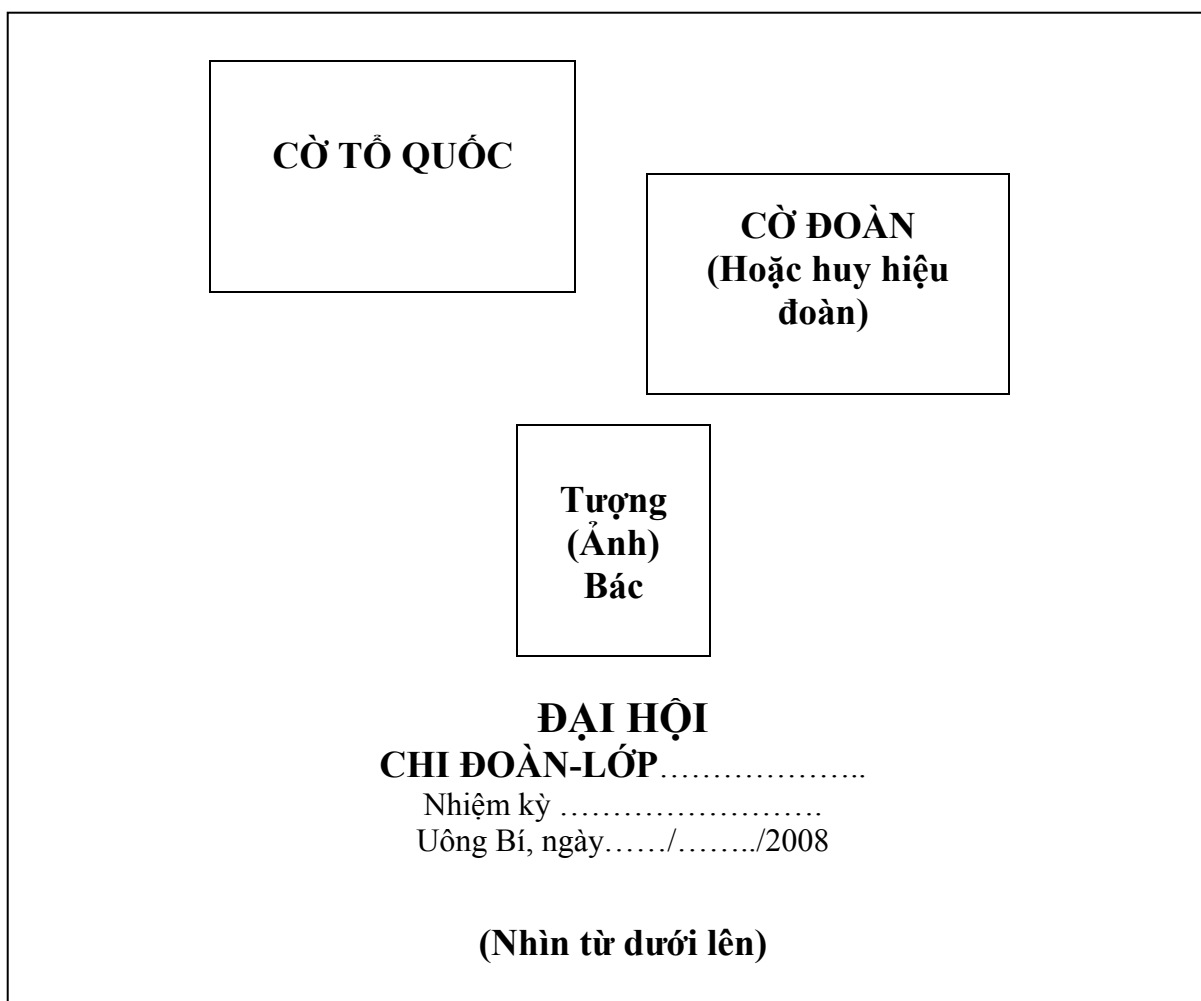 CỜ TỔ QUỐC
CỜ ĐOÀN
(Hoặc huy hiệu
đoàn)
Tượng
(Ảnh)
Bác
ĐẠI HỘI
CHI ĐOÀN-LỚP………………..
Nhiệm kỳ …………………….
Uông Bí, ngày……/……../2008
(Nhìn từ dưới lên)